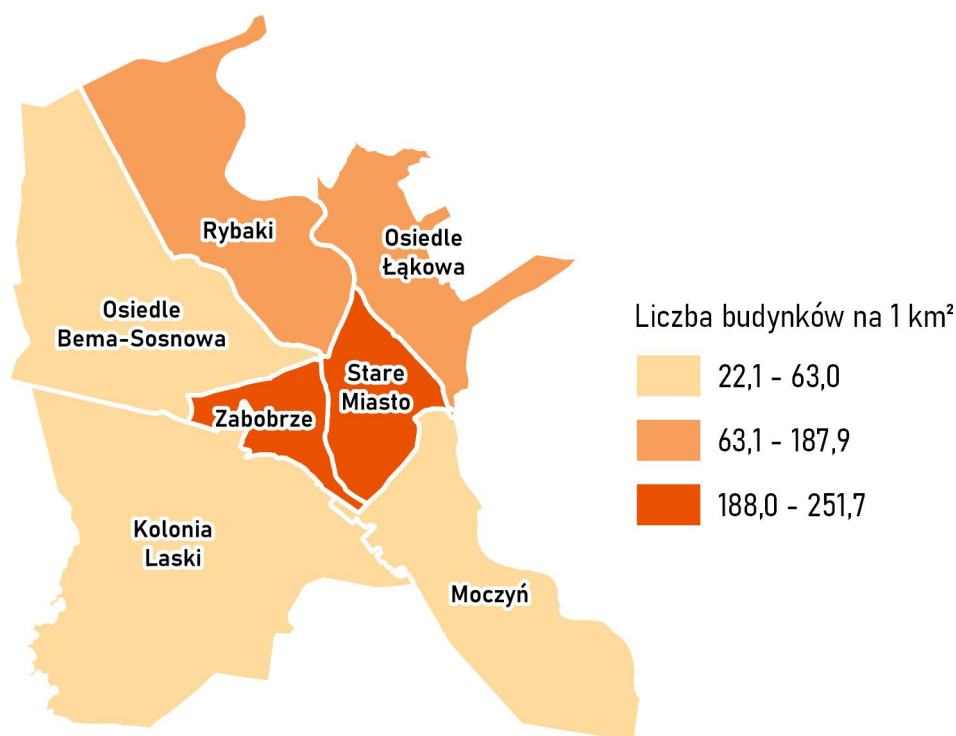 Rybaki
Osiedle
Łąkowa
Osiedle
Bema-Sosnowa
Stare
Miasto
Zabobrze
Kolonia
Laski
Moczyń
Liczba budynków na 1 km²
22,1 - 63,0
63,1 - 187,9
188,0 - 251,7